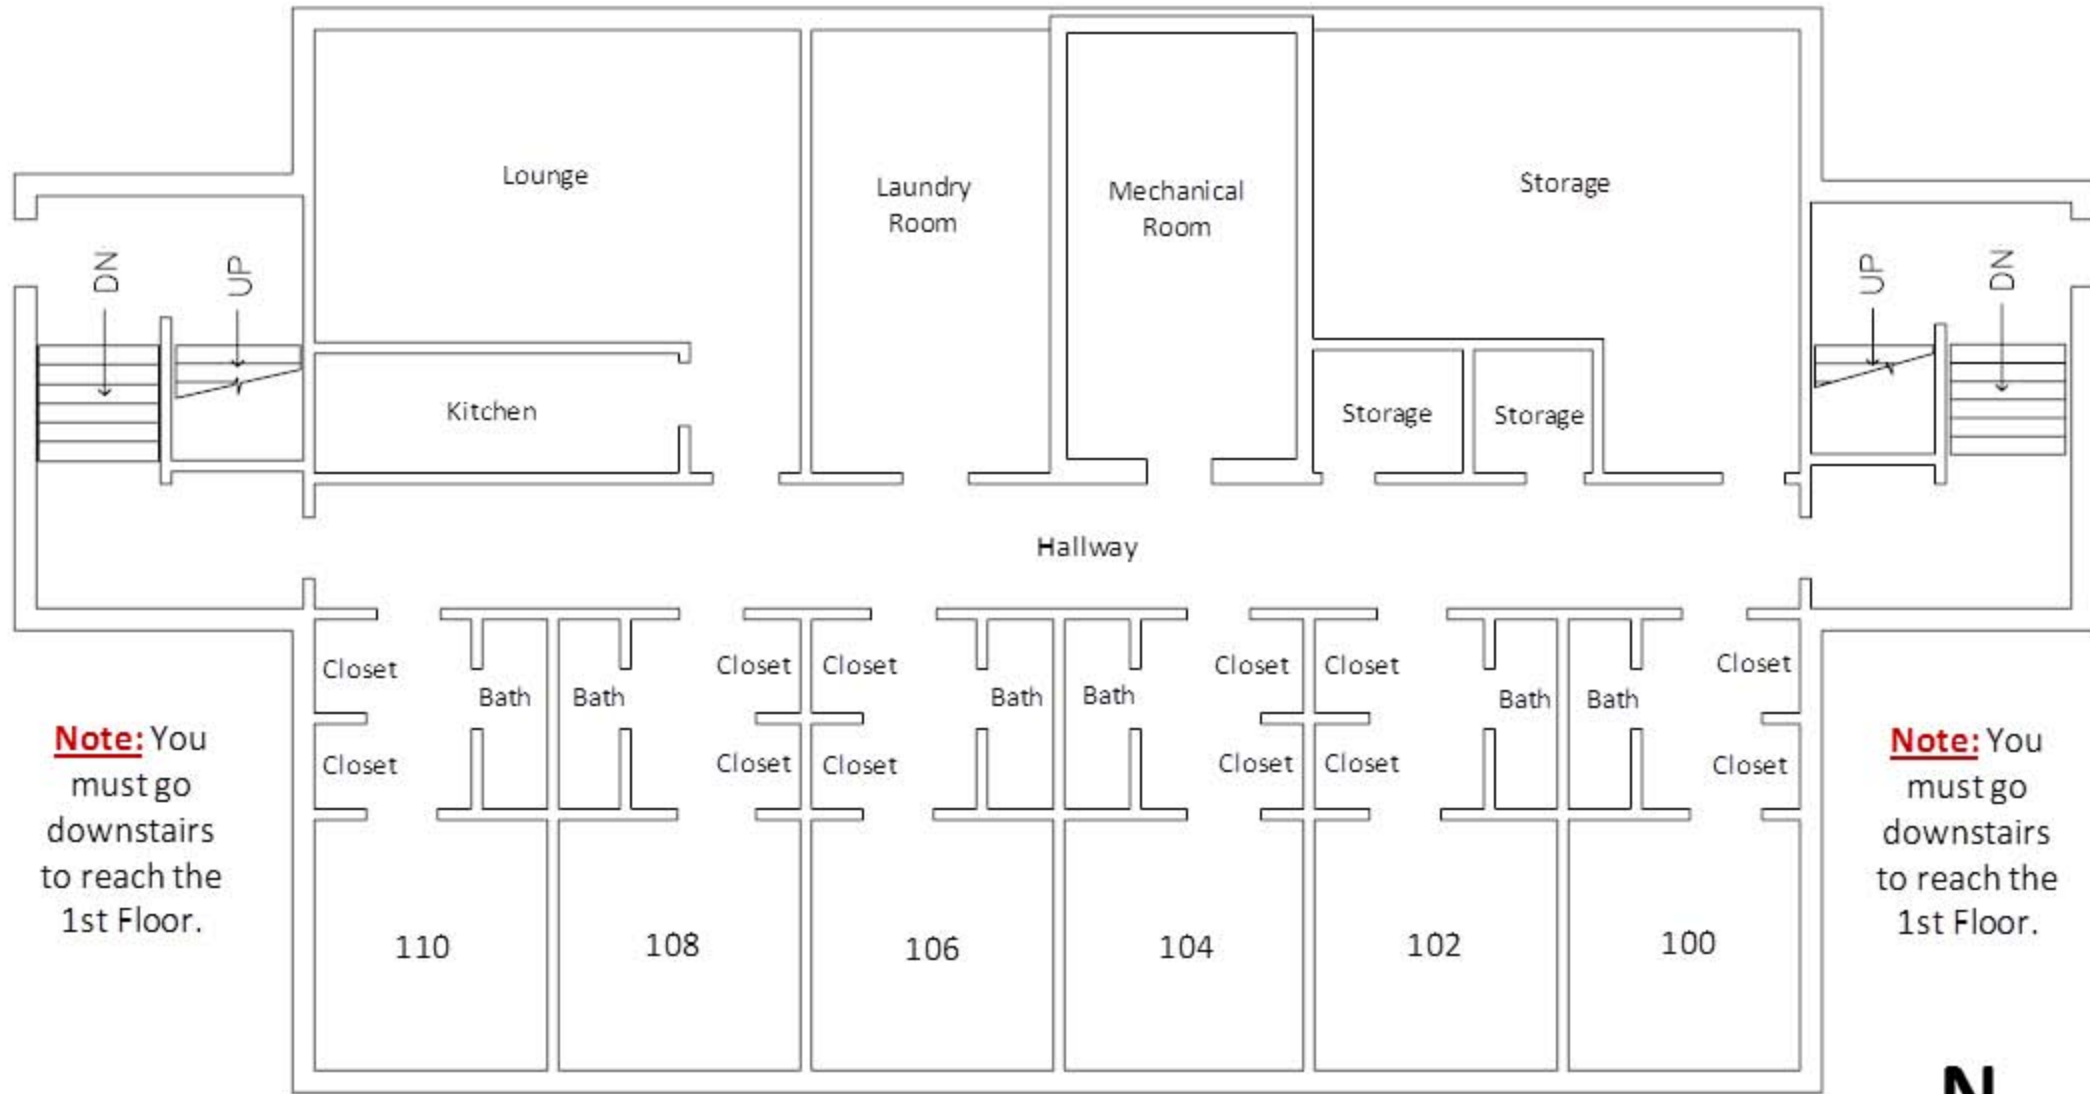 Lounge
Laundry
Room
Mechanical
Room
Storage
DN
UP
UP
DN
Kitchen
Storage
Storage
Hallway
Closet
Bath
Bath
Closet
Closet
Bath
Bath
Closet
Closet
Bath
Bath
Closet
Closet
Closet
Closet
Closet
Closet
Closet
Note: You
must go
downstairs
to reach the
1st Floor.
110
108
106
104
102
100
Note: You
must go
downstairs
to reach the
1st Floor.
N